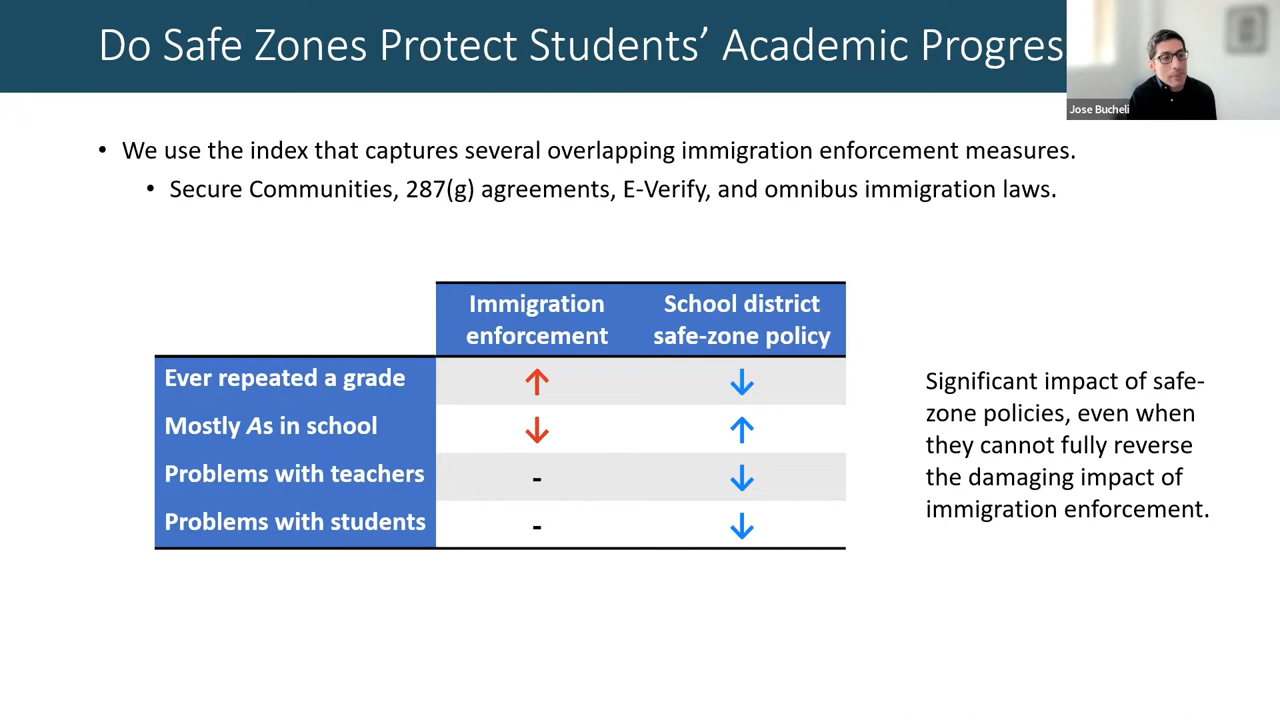 Do Safe Zones Protect Students’ Academic Progres
Jose Bucheli
• We use the index that captures several overlapping immigration enforcement measures.
• Secure Communities, 287(g) agreements, E-Verify, and omnibus immigration laws.
Immigration enforcement School district safe-zone policy
Ever repeated a grade ↑ ↓
Mostly As in school ↓ ↑
Problems with teachers - ↓
Problems with students - ↓
Significant impact of safe-
zone policies, even when
they cannot fully reverse
the damaging impact of
immigration enforcement.